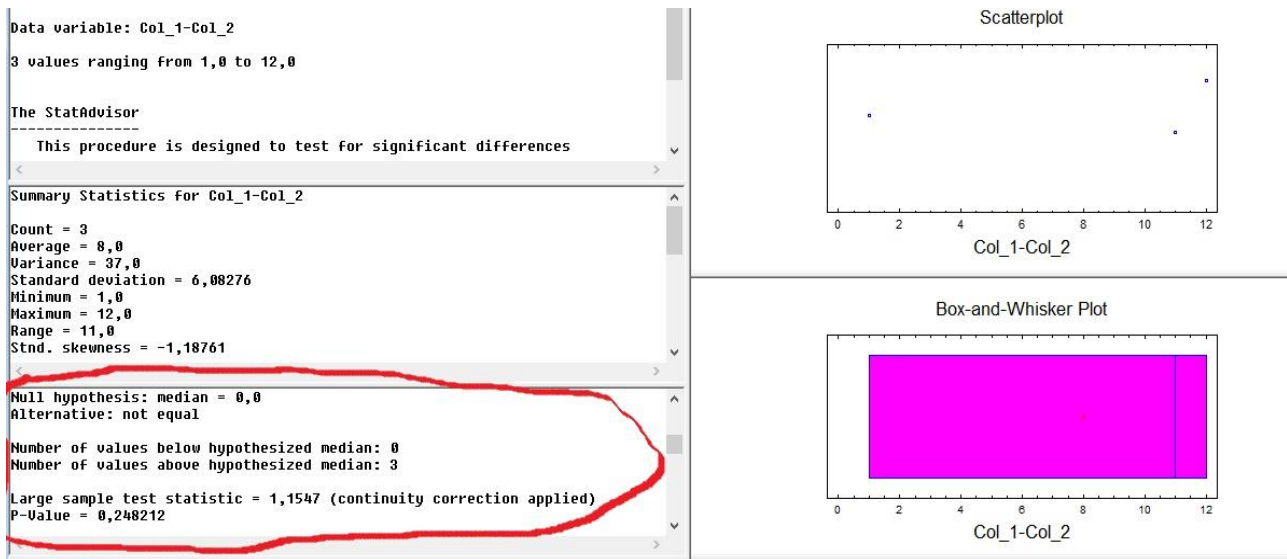 Data variable: Col_1-Col_2
3 values ranging from 1,0 to 12,0
The StatAdvisor
---------------
This procedure is designed to test for significant differences
Summary Statistics for Col_1-Col_2
Count = 3
Average = 8,0
Variance = 37,0
Standard deviation = 6,08276
Minimum = 1,0
Maximum = 12,0
Range = 11,0
Stnd. skewness = -1,18761
Null hypothesis: median = 0,0
Alternative: not equal
Number of values below hypothesized median: 0
Number of values above hypothesized median: 3
Large sample test statistic = 1,1547 (continuity correction applied)
P-Value = 0,248212
Scatterplot
0 2 4 6 8 10 12
Col_1-Col_2
Box-and-Whisker Plot
0 2 4 6 8 10 12
Col_1-Col_2